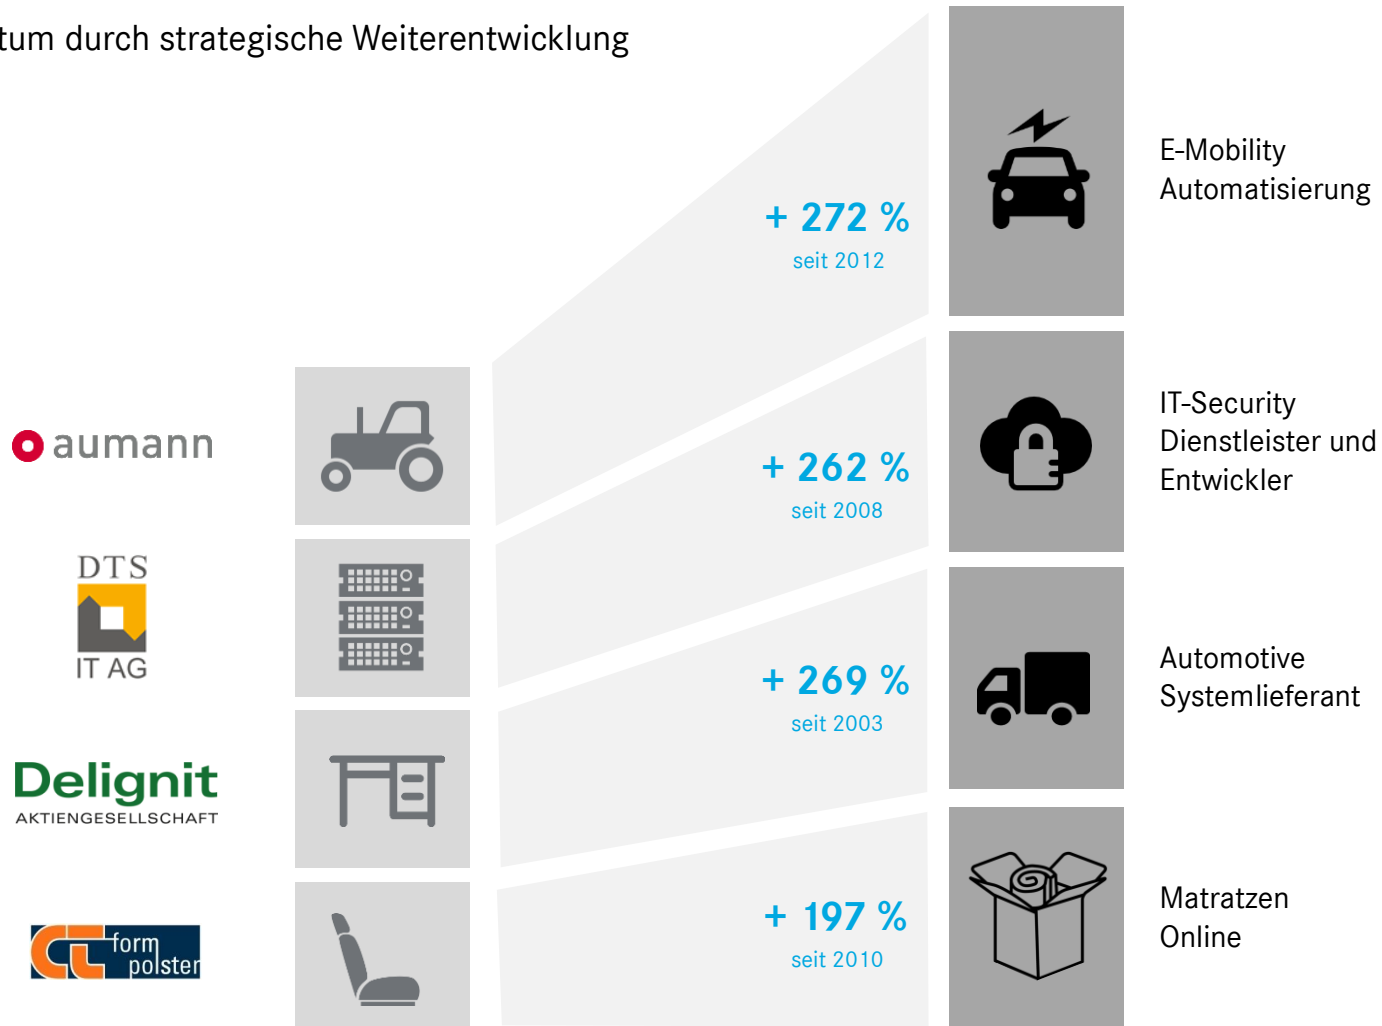 tum durch strategische Weiterentwicklung
E-Mobility
Automatisierung
+ 272 %
seit 2012
aumann
IT-Security
Dienstleister und
Entwickler
+ 262 %
seit 2008
DTS
IT AG
Automotive
Systemlieferant
+ 269 %
seit 2003
Delignit
AKTIENGESELLSCHAFT
Matratzen
Online
+ 197 %
seit 2010
CT form
polster